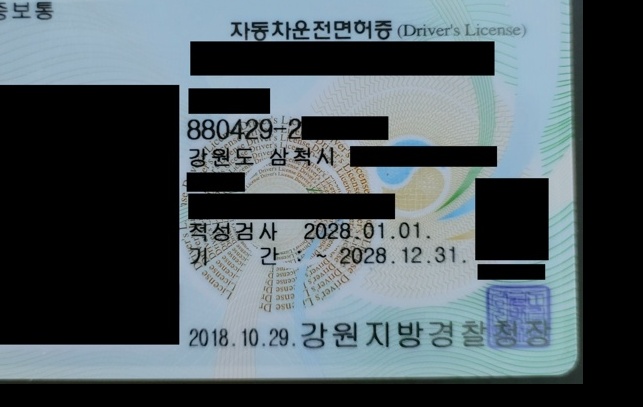 증보통
자동차운전면허증 (Driver's License)
880429-2
강원도 삼척시
적성검사 2028.01.01.
기 간 : ~ 2028.12.31.
2018.10.29. 강원지방경찰청장